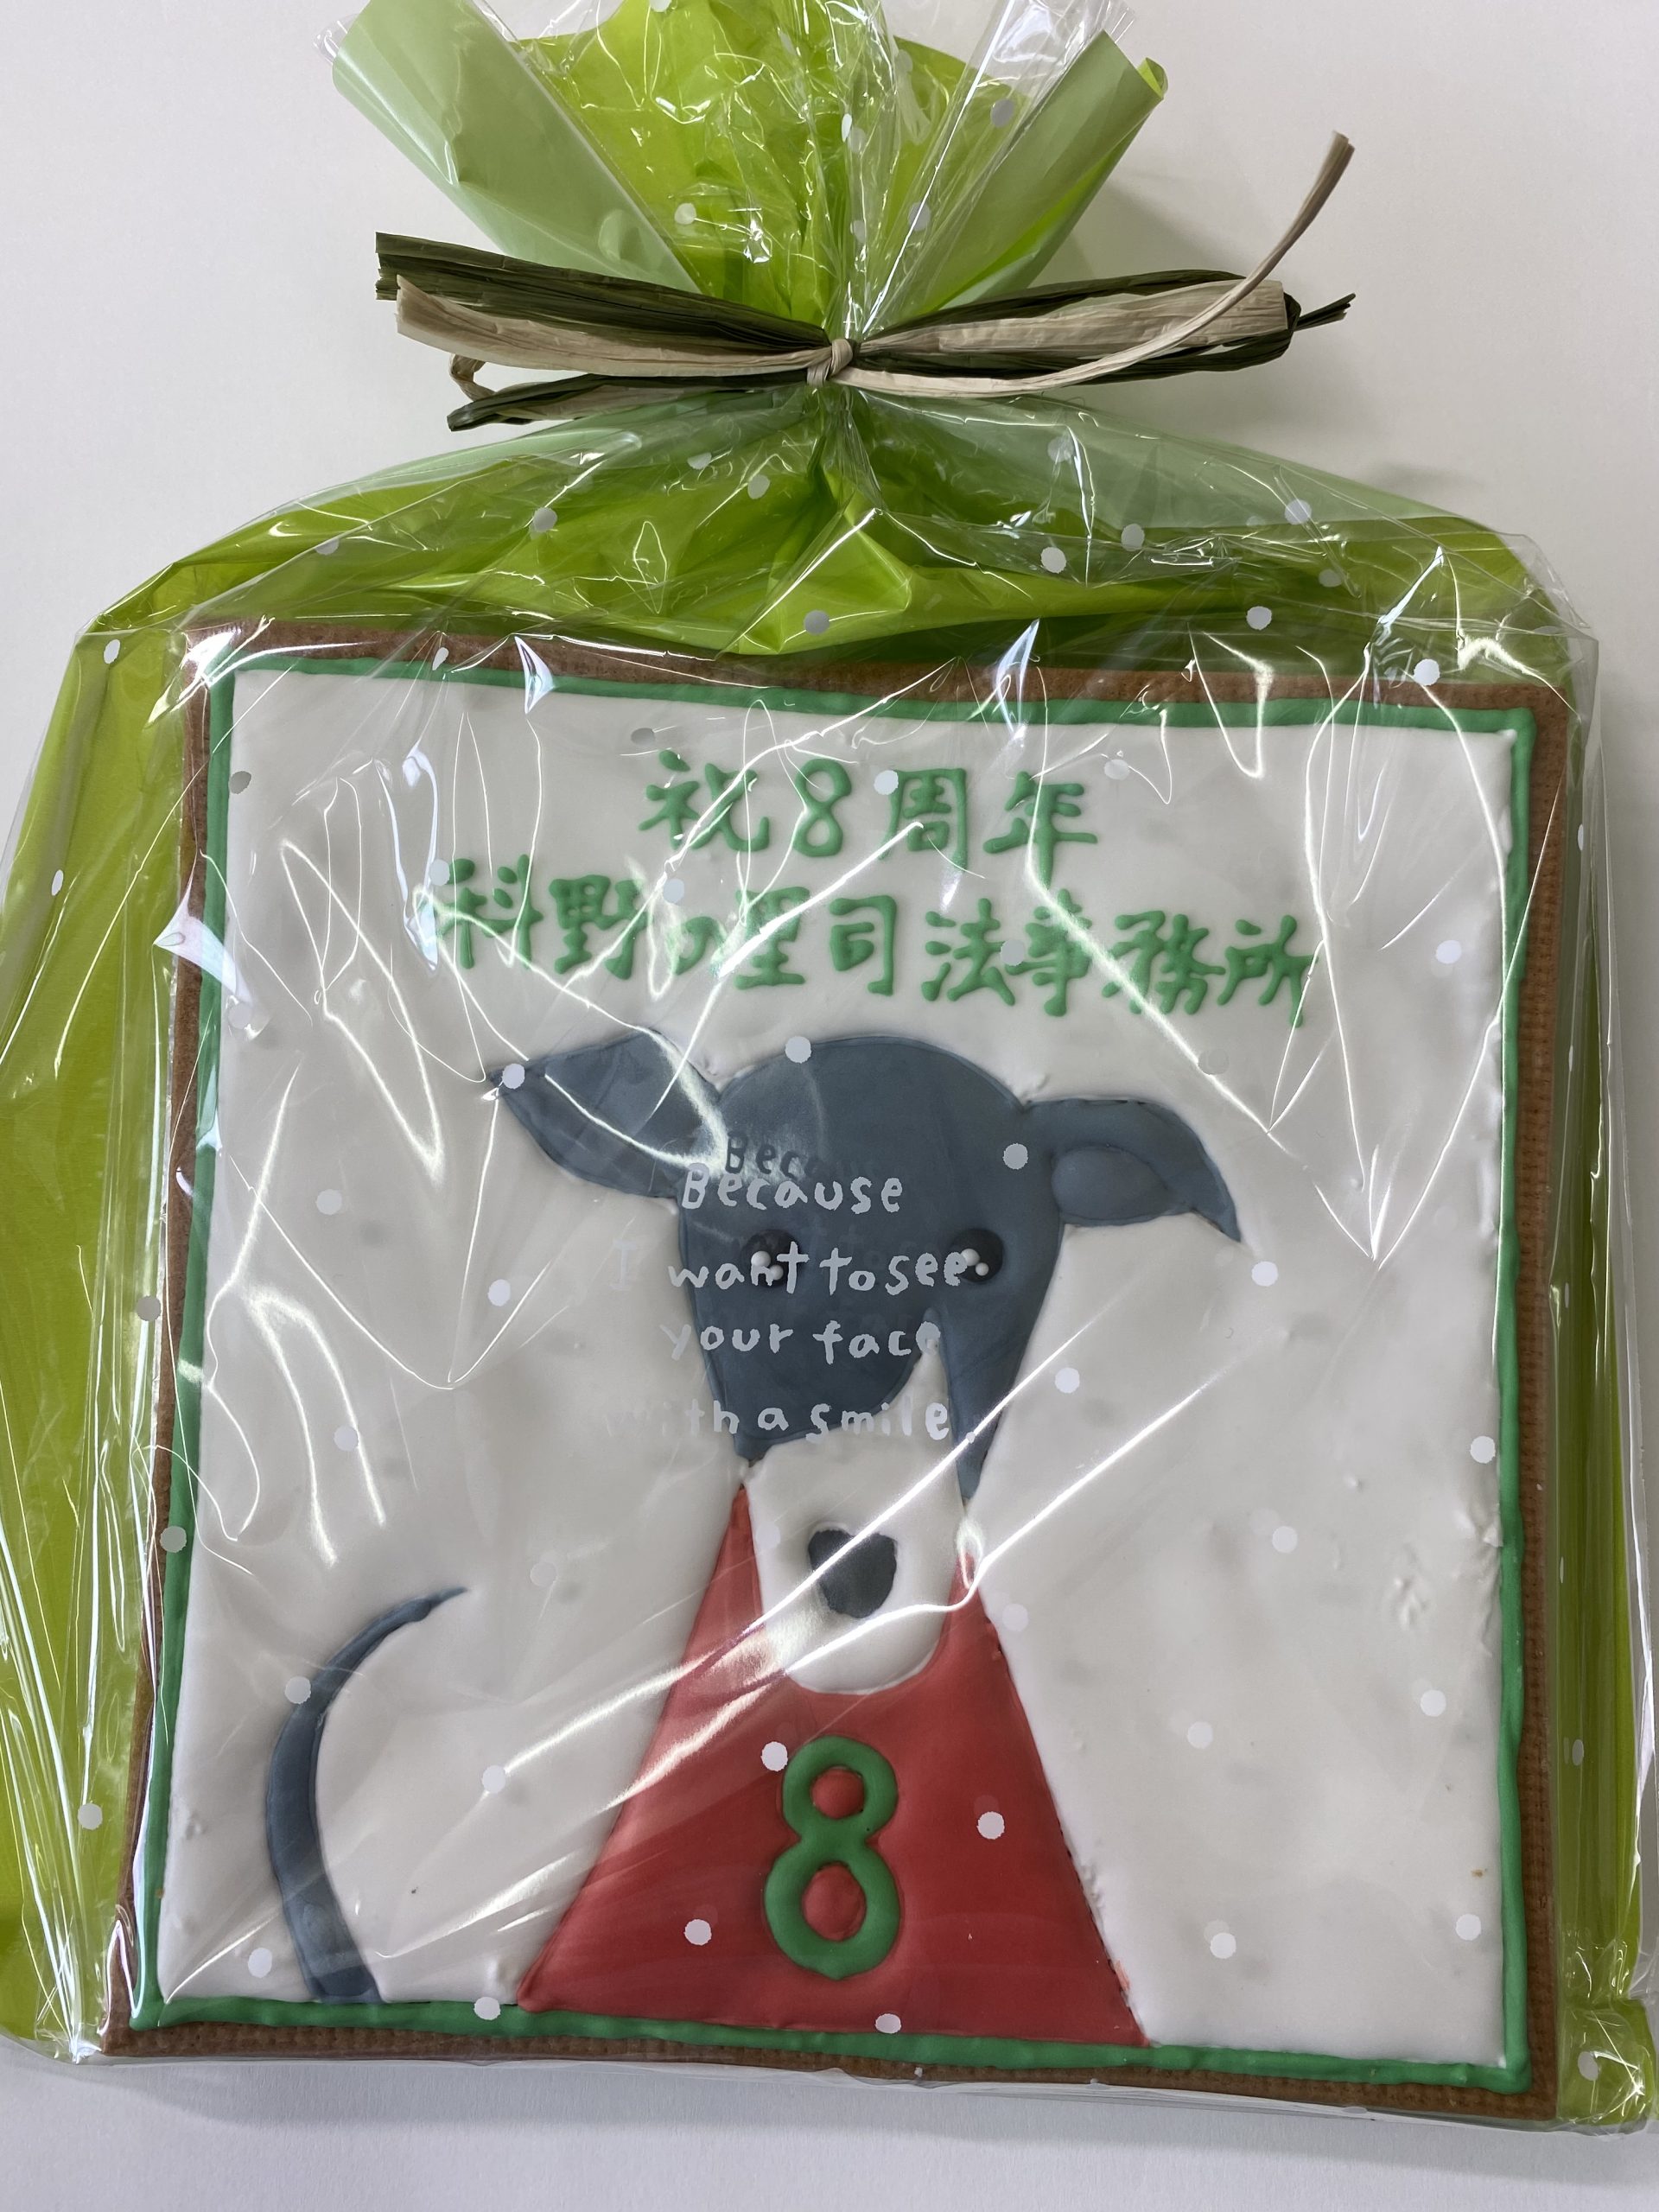 祝8周年
科野の聖司法事務所
Because
I want to see
your face
with a smile.
8